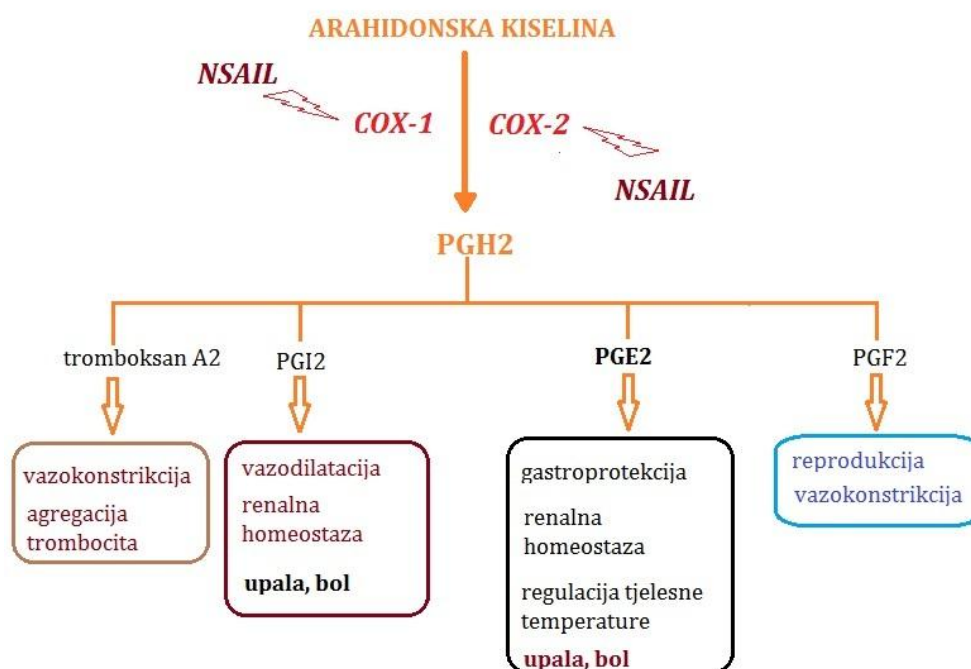 ARAHIDONSKA KISELINA
NSAIL
COX-1
COX-2
NSAIL
PGH2
tromboksan A2
PGI2
PGE2
PGF2
vazokonstrikcija
agregacija
trombocita
vazodilatacija
renalna
homeostaza
upala, bol
gastroprotekcija
renalna
homeostaza
regulacija tjelesne
temperature
upala, bol
reprodukcija
vazokonstrikcija